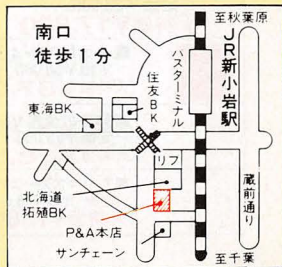 南口
徒歩1分
至秋葉原
JR新小岩駅
バスターミナル
住友BK
東海BK
リフ
北海道
拓殖BK
蔵前通り
P&A本店
サンチェーン
至千葉